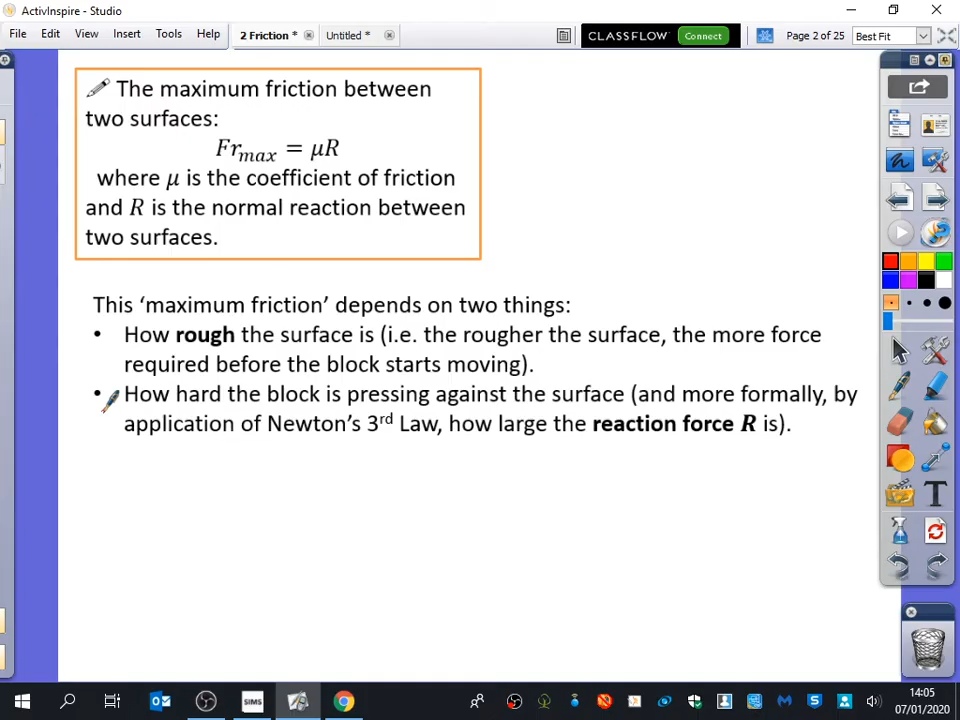 ActivInspire - Studio
File Edit View Insert Tools Help 2 Friction * Untitled * CLASSFLOW Connect Page 2 of 25 Best Fit
The maximum friction between
two surfaces:
Fr_max = μR
where μ is the coefficient of friction
and R is the normal reaction between
two surfaces.
This ‘maximum friction’ depends on two things:
• How rough the surface is (i.e. the rougher the surface, the more force
required before the block starts moving).
• How hard the block is pressing against the surface (and more formally, by
application of Newton’s 3rd Law, how large the reaction force R is).
T
SIMS
14:05
07/01/2020